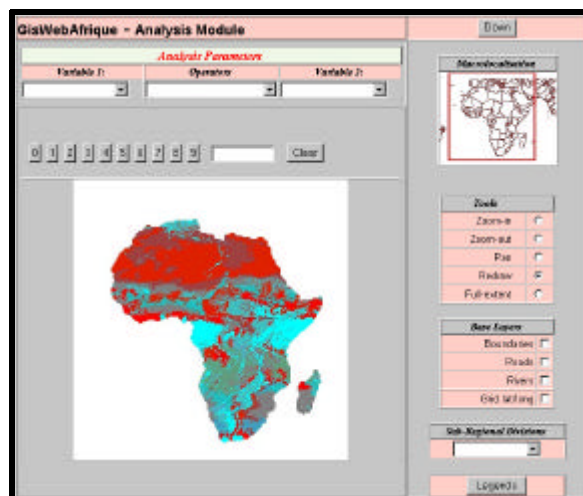 GisWebAfrique - Analysis Module
Down
Analysis Parameters
Variable 1:
Operators
Variable 2:
Macrolocalisation
0 1 2 3 4 5 6 7 8 9
Clear
Tools
Zoom-in
Zoom-out
Pan
Redraw
Full-extent
Base Layers
Boundaries
Roads
Rivers
Grid lat/long
Sub-Regional Divisions
Legends